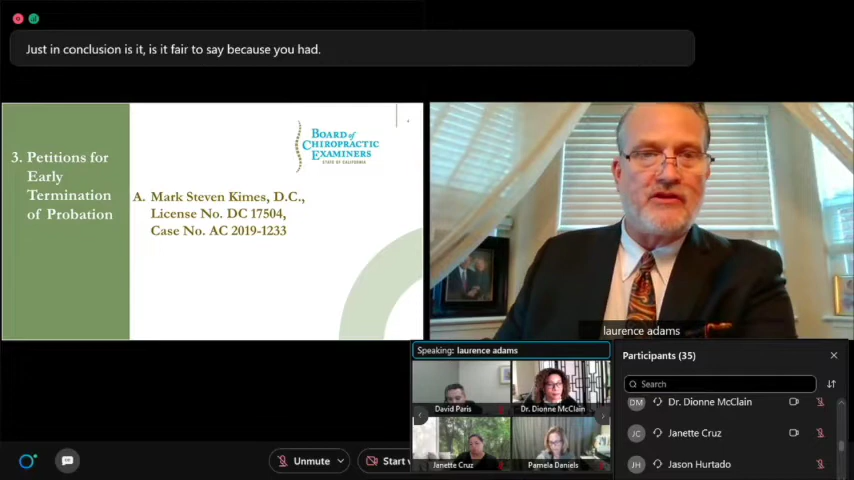 Just in conclusion is it, is it fair to say because you had.
3. Petitions for
Early
Termination
of Probation
BOARD of
CHIROPRACTIC
EXAMINERS
STATE OF CALIFORNIA
A. Mark Steven Kimes, D.C.,
License No. DC 17504,
Case No. AC 2019-1233
laurence adams
Speaking: laurence adams
David Paris
Dr. Dionne McClain
Janette Cruz
Pamela Daniels
Participants (35)
Search
DM Dr. Dionne McClain
JC Janette Cruz
JH Jason Hurtado
Unmute
Start v